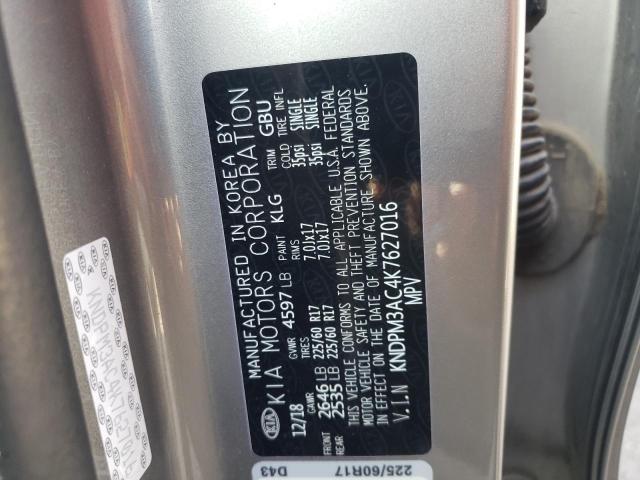 MANUFACTURED IN KOREA BY
KIA KIA MOTORS CORPORATION
12/18 GVWR 4597 LB PAINT KLG TRIM GBU
GAWR TIRES RIMS COLD TIRE INFL
FRONT 2646 LB 225/60 R17 7.0Jx17 35psi SINGLE
REAR 2535 LB 225/60 R17 7.0Jx17 35psi SINGLE
THIS VEHICLE CONFORMS TO ALL APPLICABLE U.S.A. FEDERAL
MOTOR VEHICLE SAFETY AND THEFT PREVENTION STANDARDS
IN EFFECT ON THE DATE OF MANUFACTURE SHOWN ABOVE.
V.I.N KNDPM3AC4K7627016
MPV
D43 225/60R17